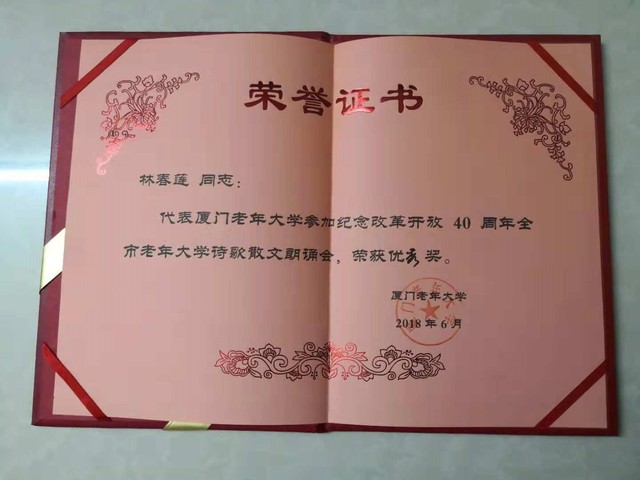 荣誉证书
林春莲 同志：
代表厦门老年大学参加纪念改革开放 40 周年全
市老年大学诗歌散文朗诵会，荣获优秀奖。
厦门老年大学
2018 年 6 月